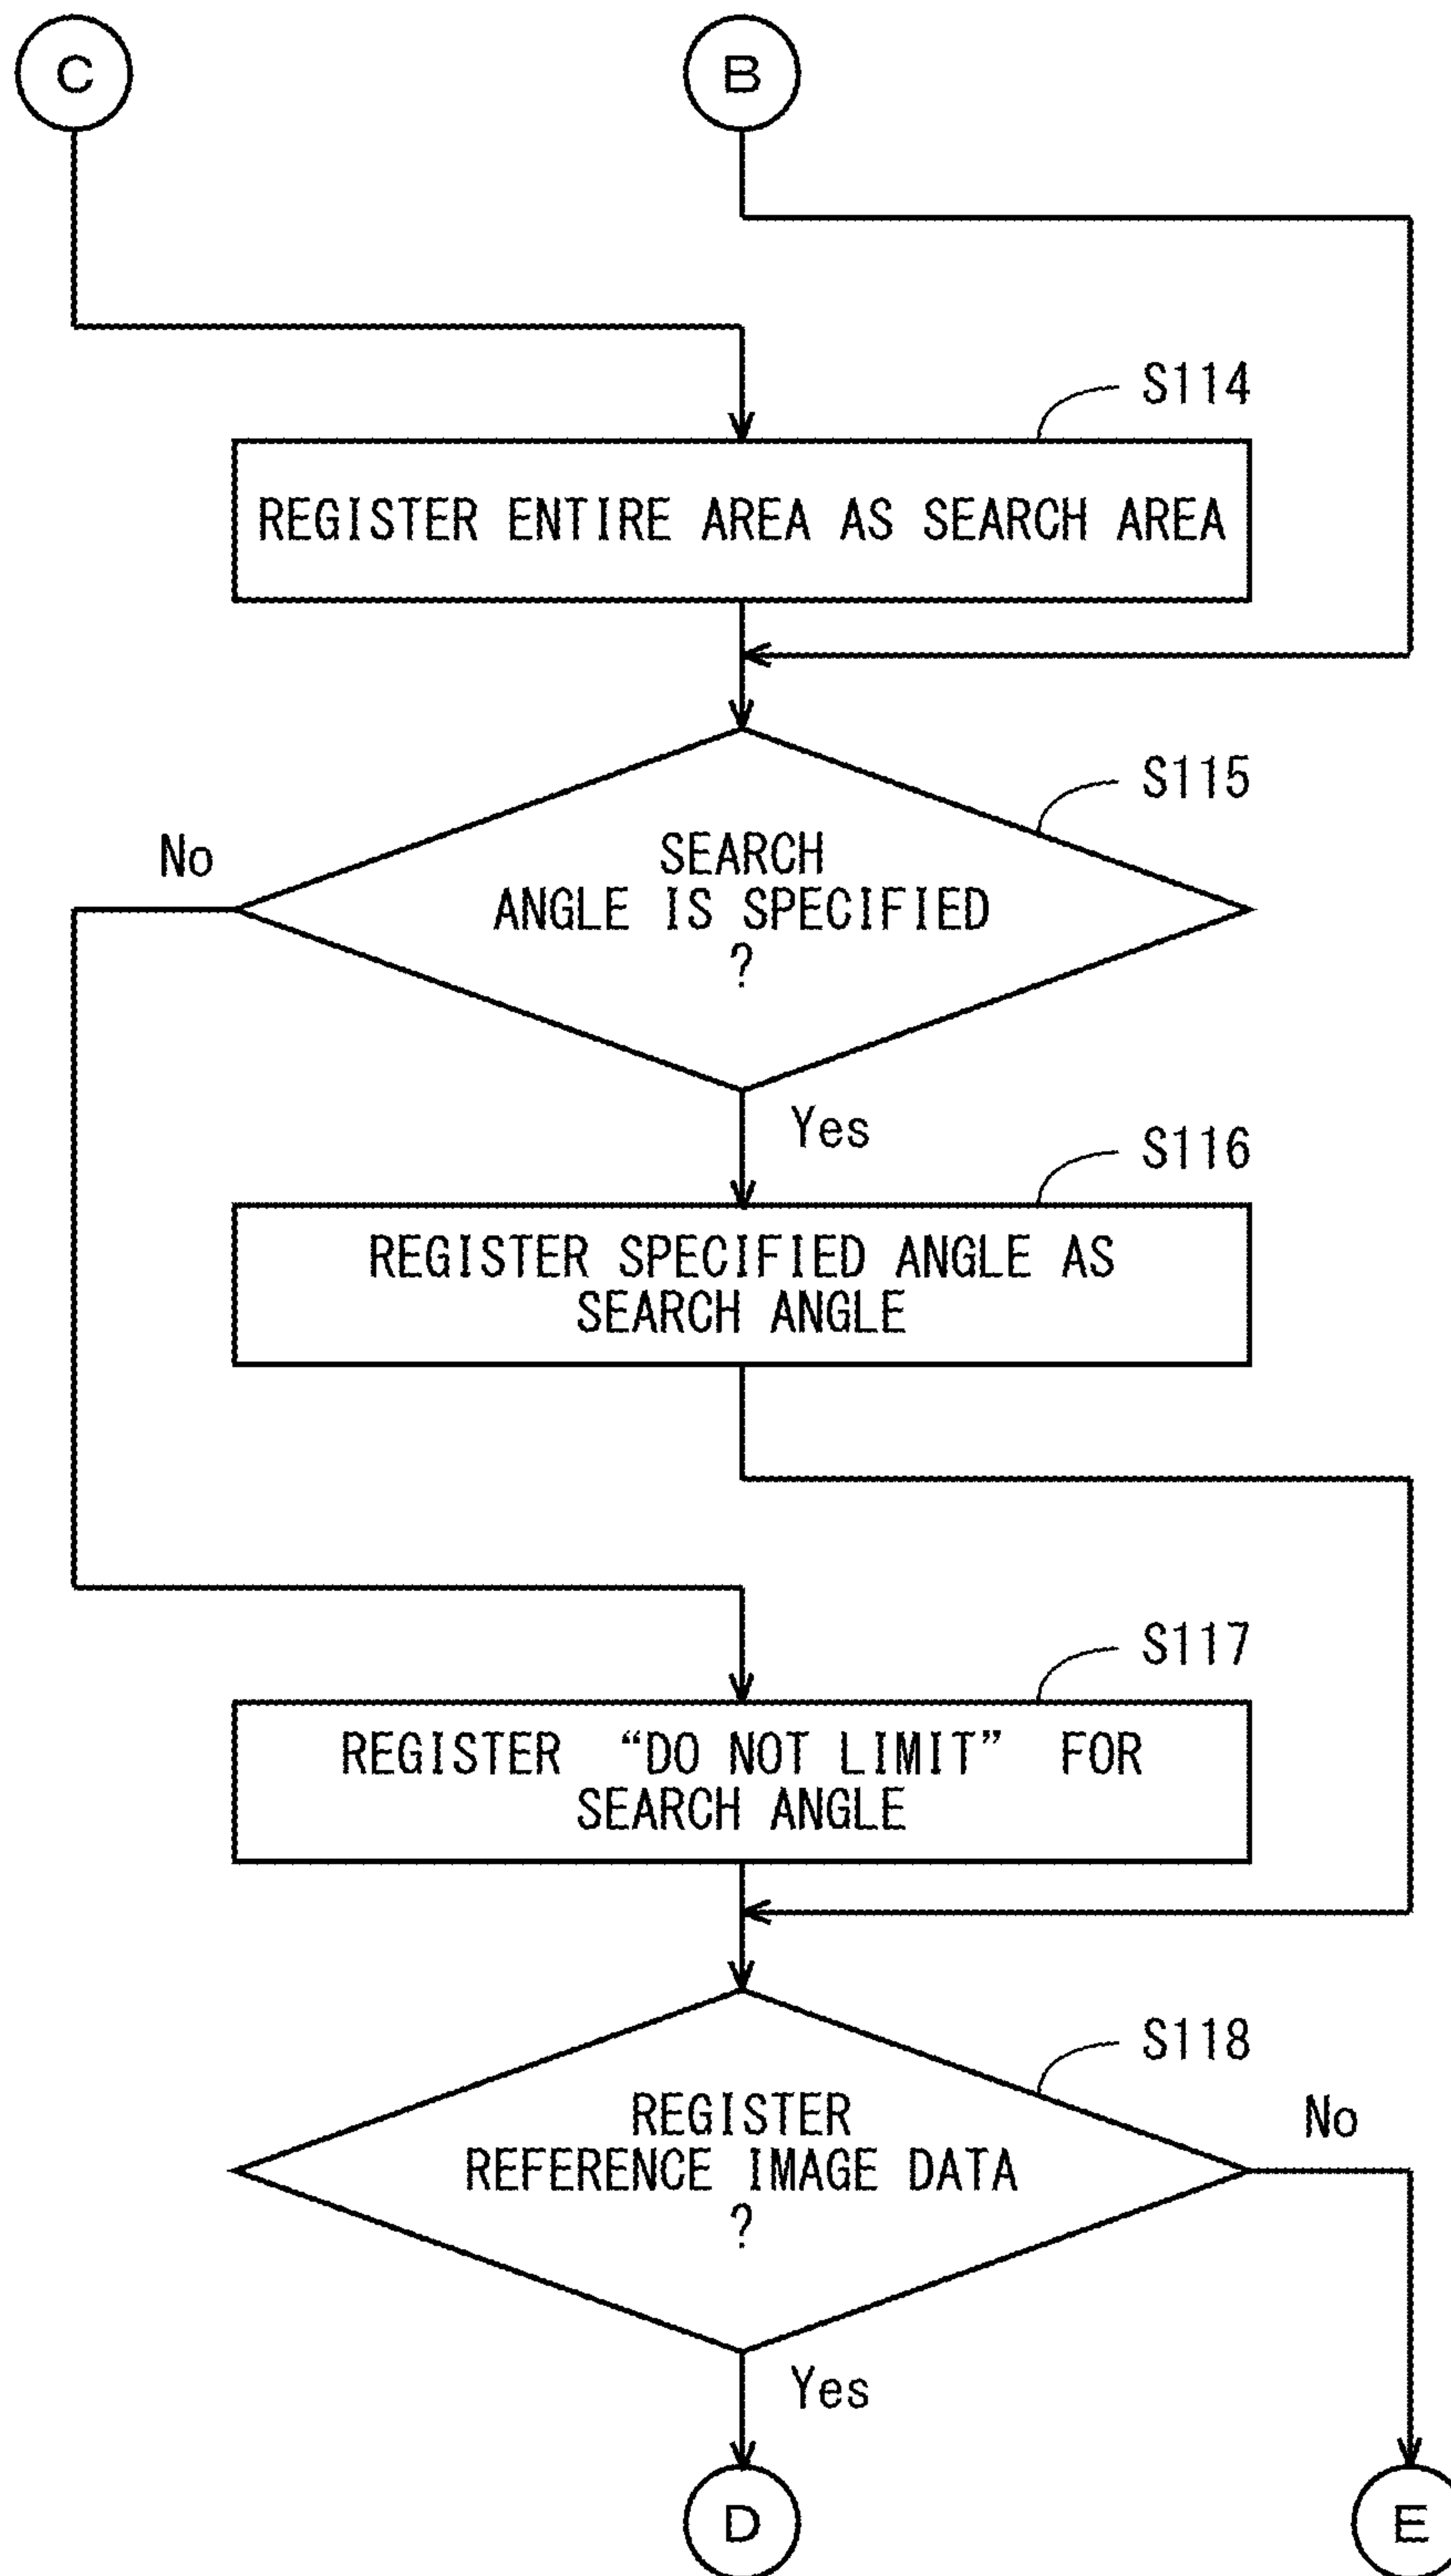 C
B
S114
REGISTER ENTIRE AREA AS SEARCH AREA
S115
No
SEARCH
ANGLE IS SPECIFIED
?
Yes
S116
REGISTER SPECIFIED ANGLE AS
SEARCH ANGLE
S117
REGISTER “DO NOT LIMIT” FOR
SEARCH ANGLE
S118
REGISTER
REFERENCE IMAGE DATA
?
No
Yes
D
E